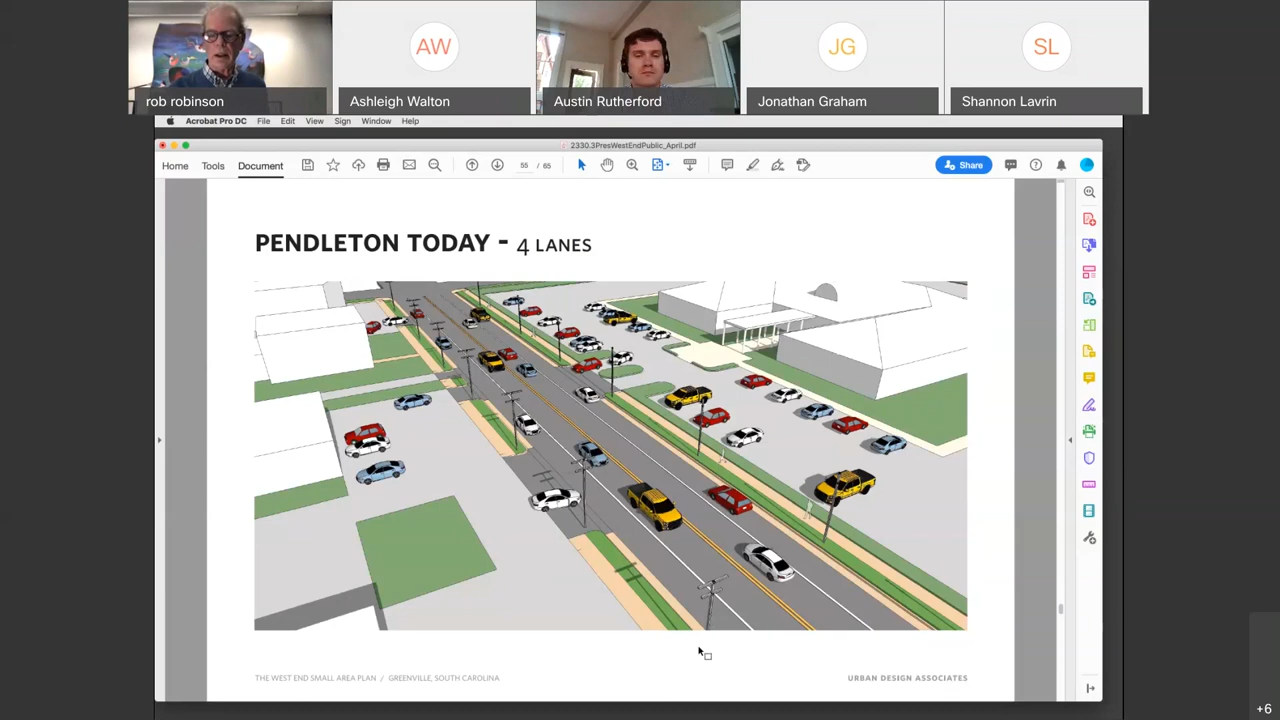 AW
JG
SL
rob robinson
Ashleigh Walton
Austin Rutherford
Jonathan Graham
Shannon Lavrin
Acrobat Pro DC File Edit View Sign Window Help
2330.3PresWestEndPublic_April.pdf
Home Tools Document 55 / 65 Share
PENDLETON TODAY - 4 LANES
THE WEST END SMALL AREA PLAN / GREENVILLE, SOUTH CAROLINA
URBAN DESIGN ASSOCIATES
+6